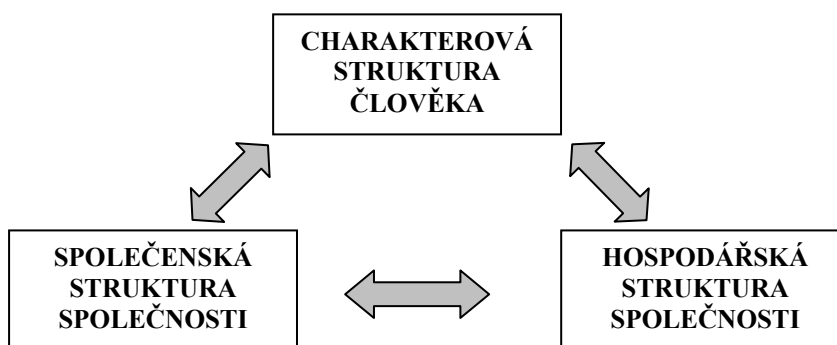 CHARAKTEROVÁ
STRUKTURA
ČLOVĚKA
SPOLEČENSKÁ
STRUKTURA
SPOLEČNOSTI
HOSPODÁŘSKÁ
STRUKTURA
SPOLEČNOSTI